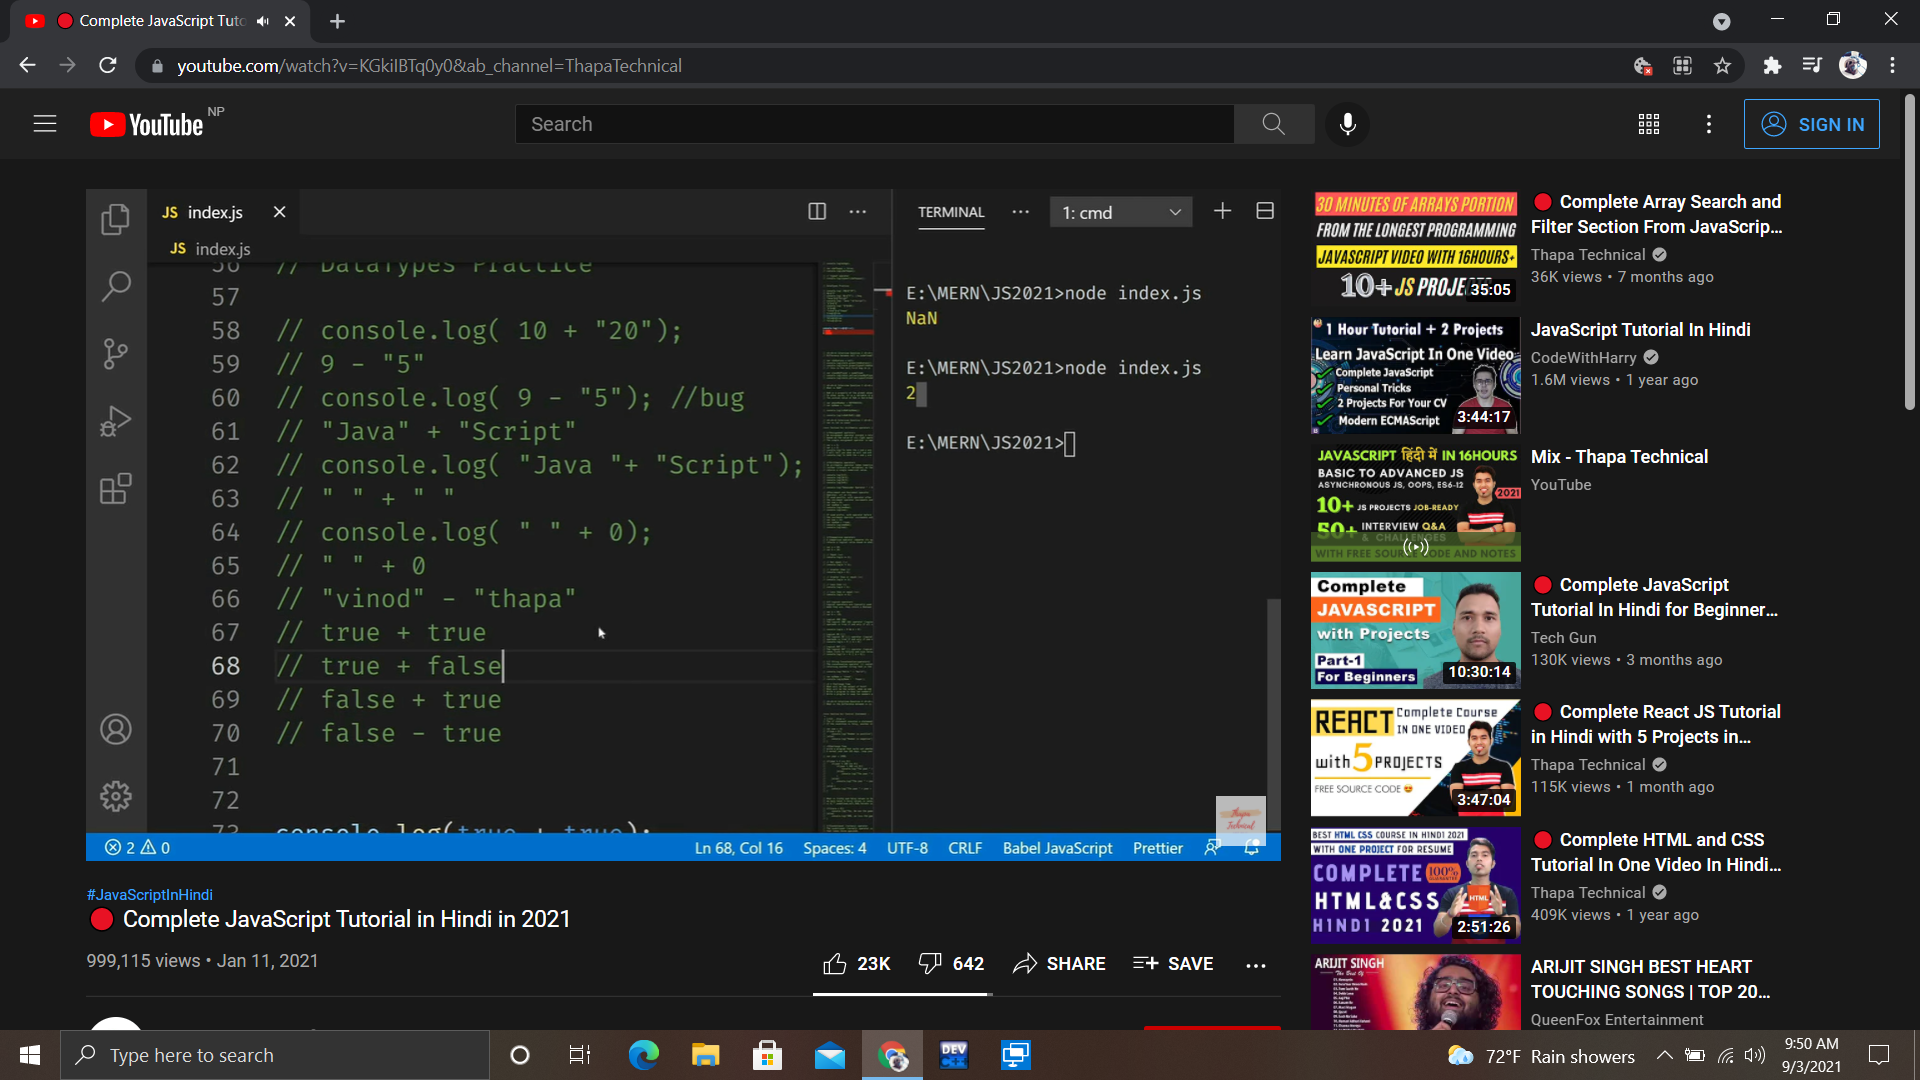 Complete JavaScript Tuto
youtube.com/watch?v=KGkiIBTq0y0&ab_channel=ThapaTechnical
YouTube NP
Search
SIGN IN
JS index.js
JS index.js
56 // DataTypes Practice
57
58 // console.log( 10 + "20");
59 // 9 - "5"
60 // console.log( 9 - "5"); //bug
61 // "Java" + "Script"
62 // console.log( "Java "+ "Script");
63 // " " + " "
64 // console.log( " " + 0);
65 // " " + 0
66 // "vinod" - "thapa"
67 // true + true
68 // true + false
69 // false + true
70 // false - true
71
72
73 console.log(true + true);
TERMINAL
1: cmd
E:\MERN\JS2021>node index.js
NaN
E:\MERN\JS2021>node index.js
2
E:\MERN\JS2021>
Thapa
Technical
2 0
Ln 68, Col 16 Spaces: 4 UTF-8 CRLF Babel JavaScript Prettier
#JavaScriptInHindi
Complete JavaScript Tutorial in Hindi in 2021
999,115 views • Jan 11, 2021
23K 642 SHARE SAVE
30 MINUTES OF ARRAYS PORTION
FROM THE LONGEST PROGRAMMING
JAVASCRIPT VIDEO WITH 16HOURS+
10+ JS PROJE
35:05
Complete Array Search and
Filter Section From JavaScrip...
Thapa Technical
36K views • 7 months ago
1 Hour Tutorial + 2 Projects
Learn JavaScript In One Video
Complete JavaScript
Personal Tricks
2 Projects For Your CV
Modern ECMAScript
3:44:17
JavaScript Tutorial In Hindi
CodeWithHarry
1.6M views • 1 year ago
JAVASCRIPT हिंदी में IN 16HOURS
BASIC TO ADVANCED JS
ASYNCHRONOUS JS, OOPS, ES6-12
2021
10+ JS PROJECTS JOB-READY
50+ INTERVIEW Q&A
& CHALLENGES
WITH FREE SOURCE CODE AND NOTES
Mix - Thapa Technical
YouTube
Complete
JAVASCRIPT
with Projects
Part-1
For Beginners
10:30:14
Complete JavaScript
Tutorial In Hindi for Beginner...
Tech Gun
130K views • 3 months ago
REACT Complete Course
IN ONE VIDEO
with 5 PROJECTS
FREE SOURCE CODE
3:47:04
Complete React JS Tutorial
in Hindi with 5 Projects in...
Thapa Technical
115K views • 1 month ago
BEST HTML CSS COURSE IN HINDI 2021
WITH ONE PROJECT FOR RESUME
COMPLETE 100% GUARANTEE
HTML&CSS
HTML
HINDI 2021
2:51:26
Complete HTML and CSS
Tutorial In One Video In Hindi...
Thapa Technical
409K views • 1 year ago
ARIJIT SINGH
The Best Of
ARIJIT SINGH BEST HEART
TOUCHING SONGS | TOP 20...
QueenFox Entertainment
Type here to search
DEV
C++
72°F Rain showers
9:50 AM
9/3/2021